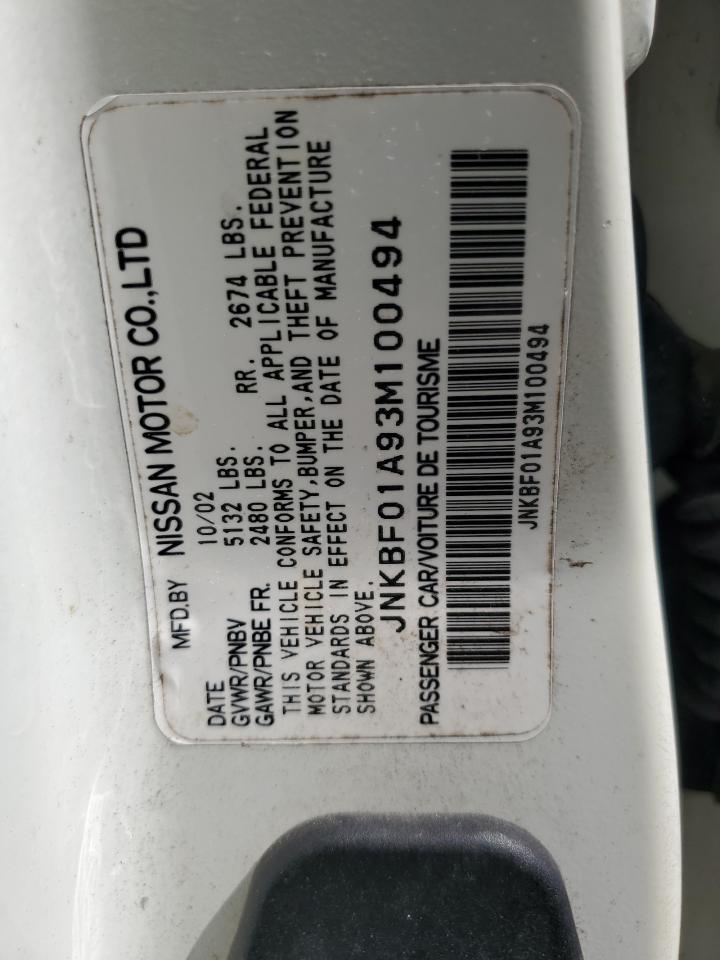 MFD.BY NISSAN MOTOR CO.,LTD
DATE 10/02
GVWR/PNBV 5132 LBS.
GAWR/PNBE FR. 2480 LBS. RR. 2674 LBS.
THIS VEHICLE CONFORMS TO ALL APPLICABLE FEDERAL
MOTOR VEHICLE SAFETY,BUMPER,AND THEFT PREVENTION
STANDARDS IN EFFECT ON THE DATE OF MANUFACTURE
SHOWN ABOVE.
JNKBF01A93M100494
PASSENGER CAR/VOITURE DE TOURISME
JNKBF01A93M100494